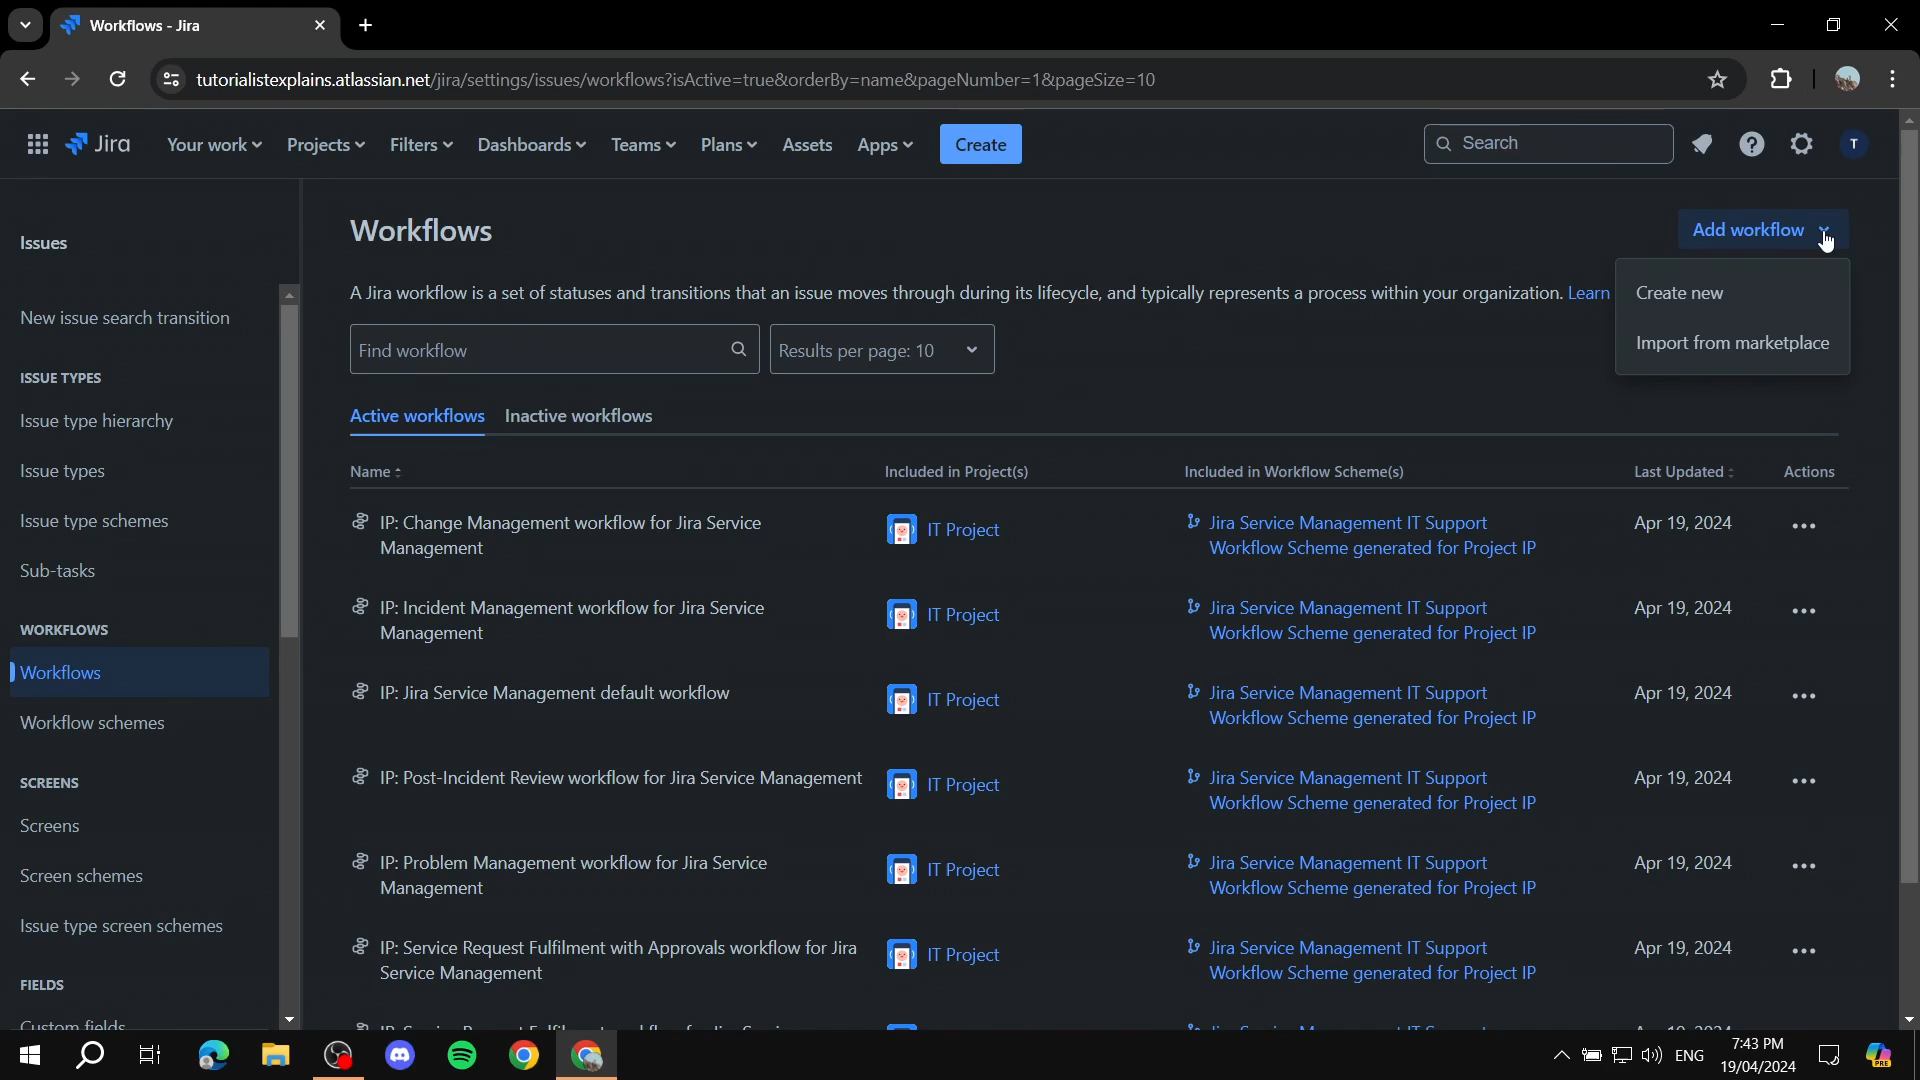 Workflows - Jira
tutorialistexplains.atlassian.net/jira/settings/issues/workflows?isActive=true&orderBy=name&pageNumber=1&pageSize=10
Jira
Your work
Projects
Filters
Dashboards
Teams
Plans
Assets
Apps
Create
Search
T
Issues
New issue search transition
ISSUE TYPES
Issue type hierarchy
Issue types
Issue type schemes
Sub-tasks
WORKFLOWS
Workflows
Workflow schemes
SCREENS
Screens
Screen schemes
Issue type screen schemes
FIELDS
Custom fields
Workflows
Add workflow
Create new
Import from marketplace
A Jira workflow is a set of statuses and transitions that an issue moves through during its lifecycle, and typically represents a process within your organization. Learn
Find workflow
Results per page: 10
Active workflows
Inactive workflows
Name
Included in Project(s)
Included in Workflow Scheme(s)
Last Updated
Actions
IP: Change Management workflow for Jira Service
Management
IT Project
Jira Service Management IT Support
Workflow Scheme generated for Project IP
Apr 19, 2024
IP: Incident Management workflow for Jira Service
Management
IT Project
Jira Service Management IT Support
Workflow Scheme generated for Project IP
Apr 19, 2024
IP: Jira Service Management default workflow
IT Project
Jira Service Management IT Support
Workflow Scheme generated for Project IP
Apr 19, 2024
IP: Post-Incident Review workflow for Jira Service Management
IT Project
Jira Service Management IT Support
Workflow Scheme generated for Project IP
Apr 19, 2024
IP: Problem Management workflow for Jira Service
Management
IT Project
Jira Service Management IT Support
Workflow Scheme generated for Project IP
Apr 19, 2024
IP: Service Request Fulfilment with Approvals workflow for Jira
Service Management
IT Project
Jira Service Management IT Support
Workflow Scheme generated for Project IP
Apr 19, 2024
ENG
7:43 PM
19/04/2024
PRE